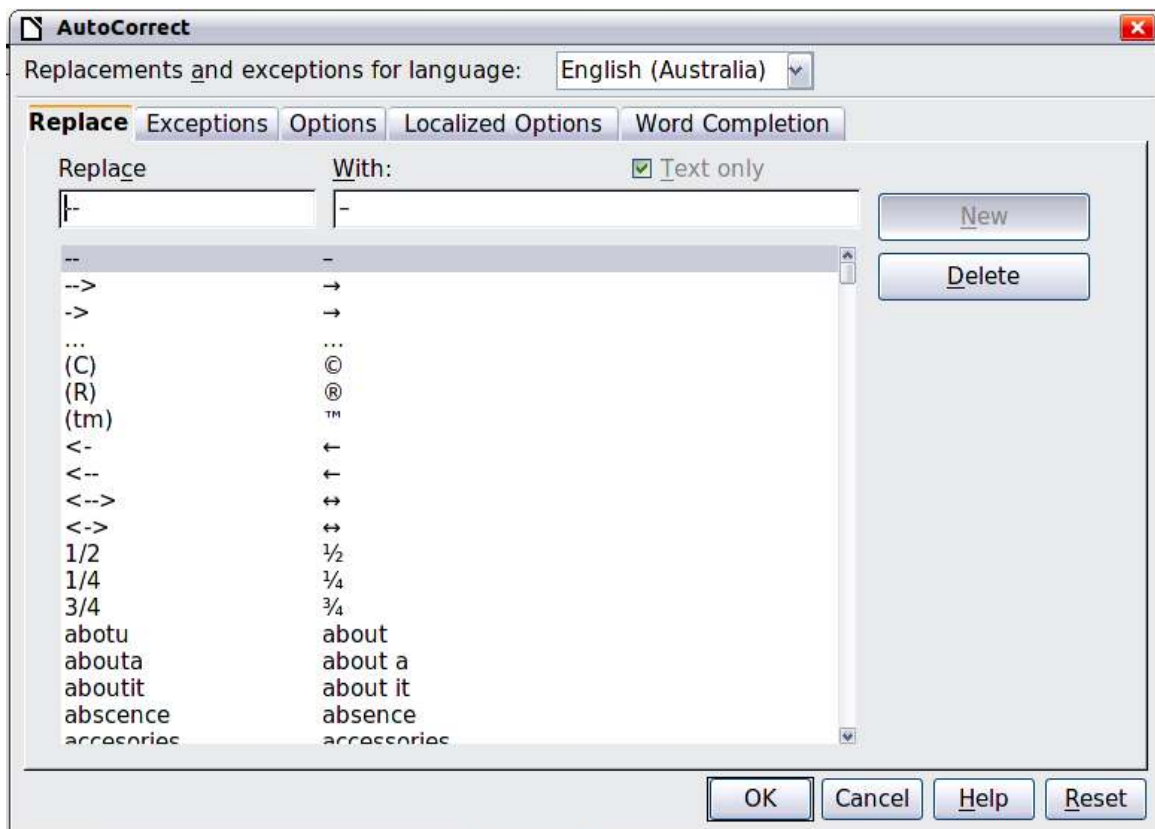 AutoCorrect
Replacements and exceptions for language: English (Australia)
Replace Exceptions Options Localized Options Word Completion
Replace With: Text only
-- – New
-- – Delete
--> →
-> →
... …
(C) ©
(R) ®
(tm) ™
<- ←
<-- ←
<--> ↔
<-> ↔
1/2 ½
1/4 ¼
3/4 ¾
abotu about
abouta about a
aboutit about it
abscence absence
accesories accessories
OK Cancel Help Reset